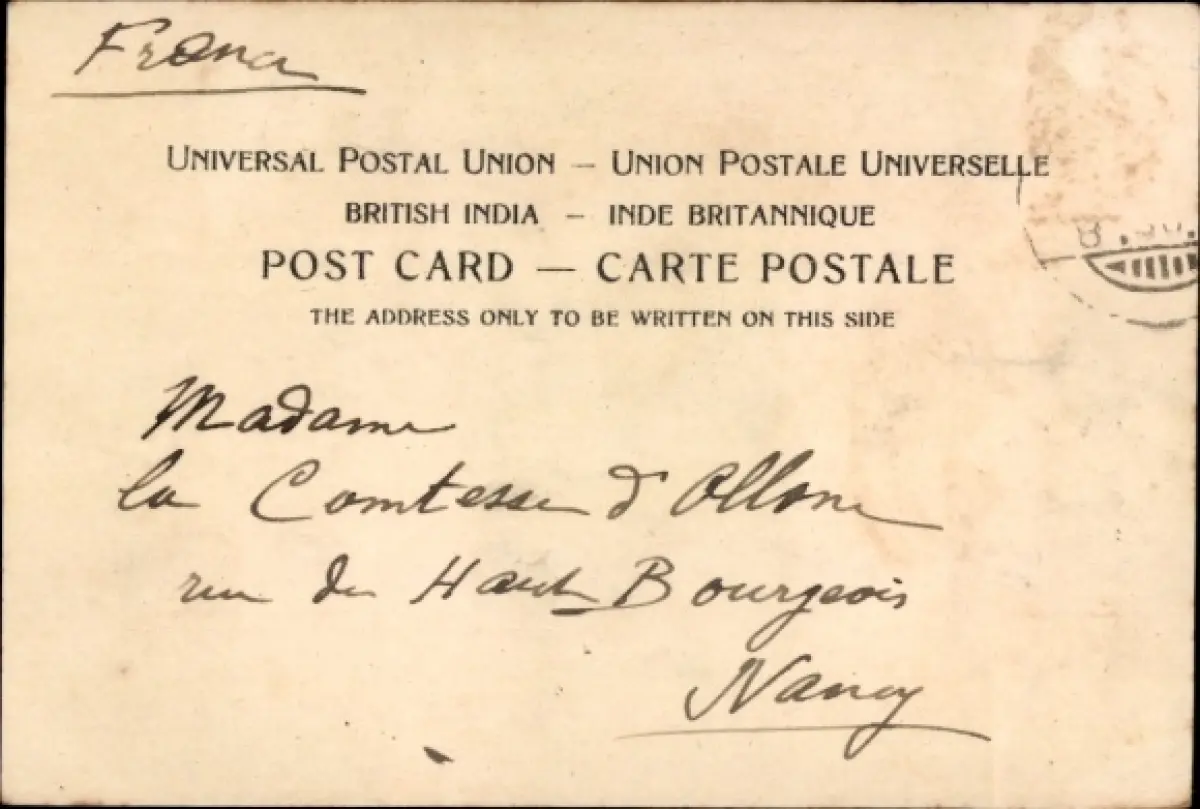 France
UNIVERSAL POSTAL UNION — UNION POSTALE UNIVERSELLE
BRITISH INDIA — INDE BRITANNIQUE
POST CARD — CARTE POSTALE
THE ADDRESS ONLY TO BE WRITTEN ON THIS SIDE
Madame
la Comtesse d'Ollone
rue des Haut Bourgeois
Nancy